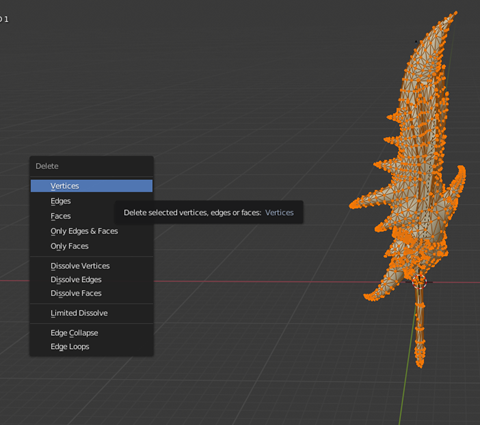 Delete
Vertices
Edges
Faces
Only Edges & Faces
Only Faces
Dissolve Vertices
Dissolve Edges
Dissolve Faces
Limited Dissolve
Edge Collapse
Edge Loops
Delete selected vertices, edges or faces: Vertices